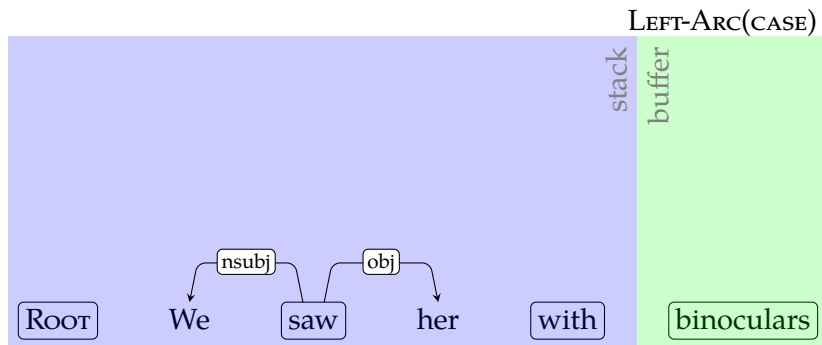 LEFT-ARC(CASE)
stack
buffer
nsubj obj
ROOT We saw her with binoculars